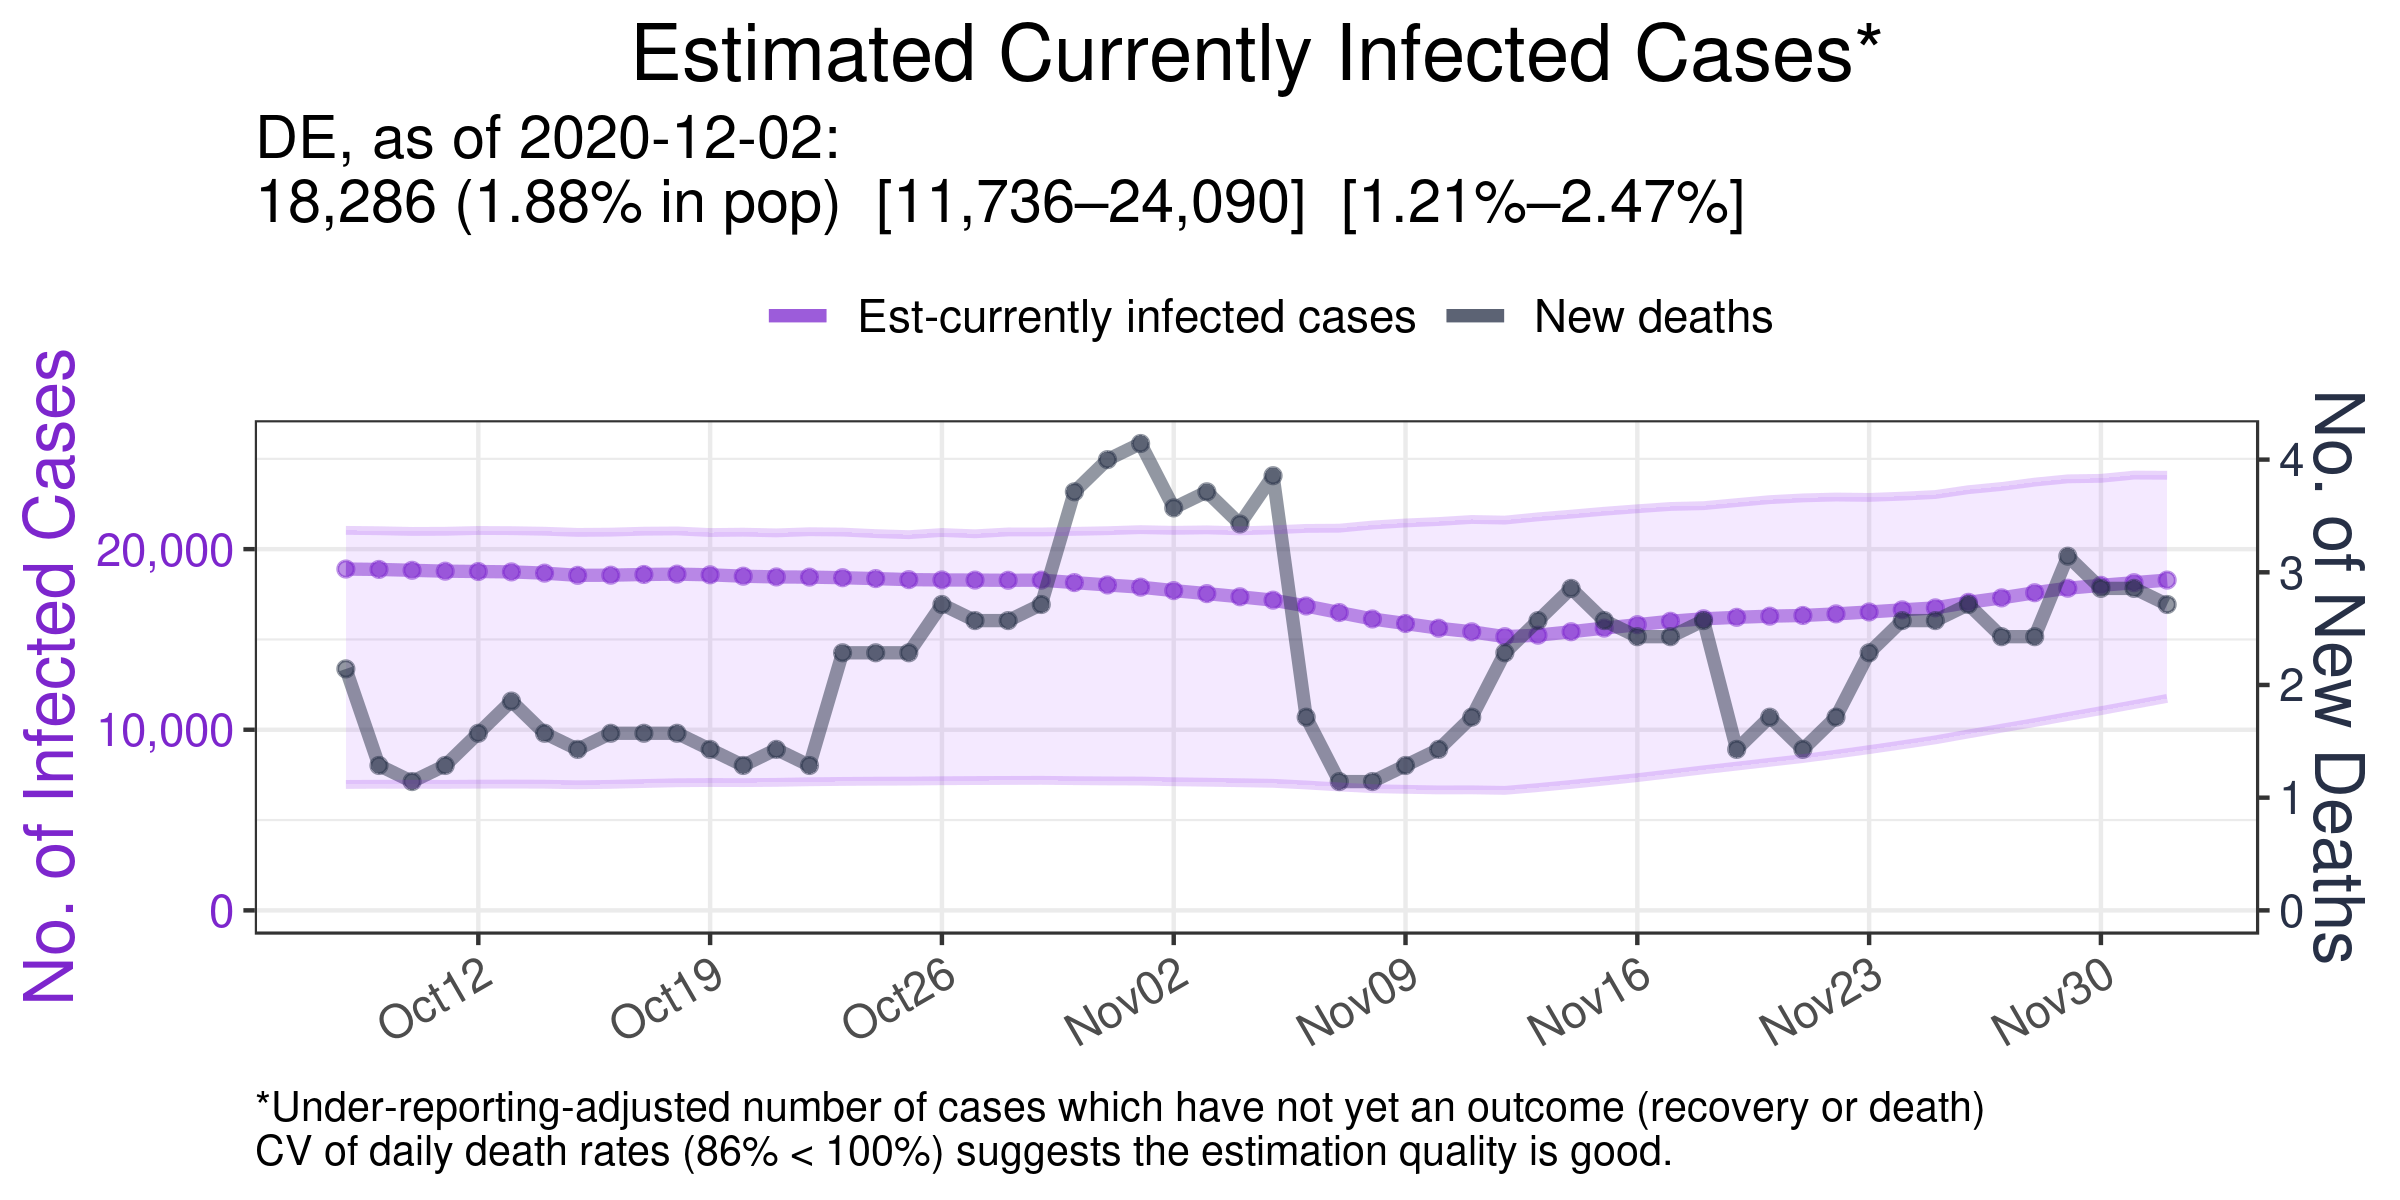 Estimated Currently Infected Cases*
DE, as of 2020-12-02:
18,286 (1.88% in pop)  [11,736–24,090]  [1.21%–2.47%]
Est-currently infected cases
New deaths
No. of Infected Cases
20,000
10,000
0
4
3
2
1
0
No. of New Deaths
Oct12
Oct19
Oct26
Nov02
Nov09
Nov16
Nov23
Nov30
*Under-reporting-adjusted number of cases which have not yet an outcome (recovery or death)
CV of daily death rates (86% < 100%) suggests the estimation quality is good.